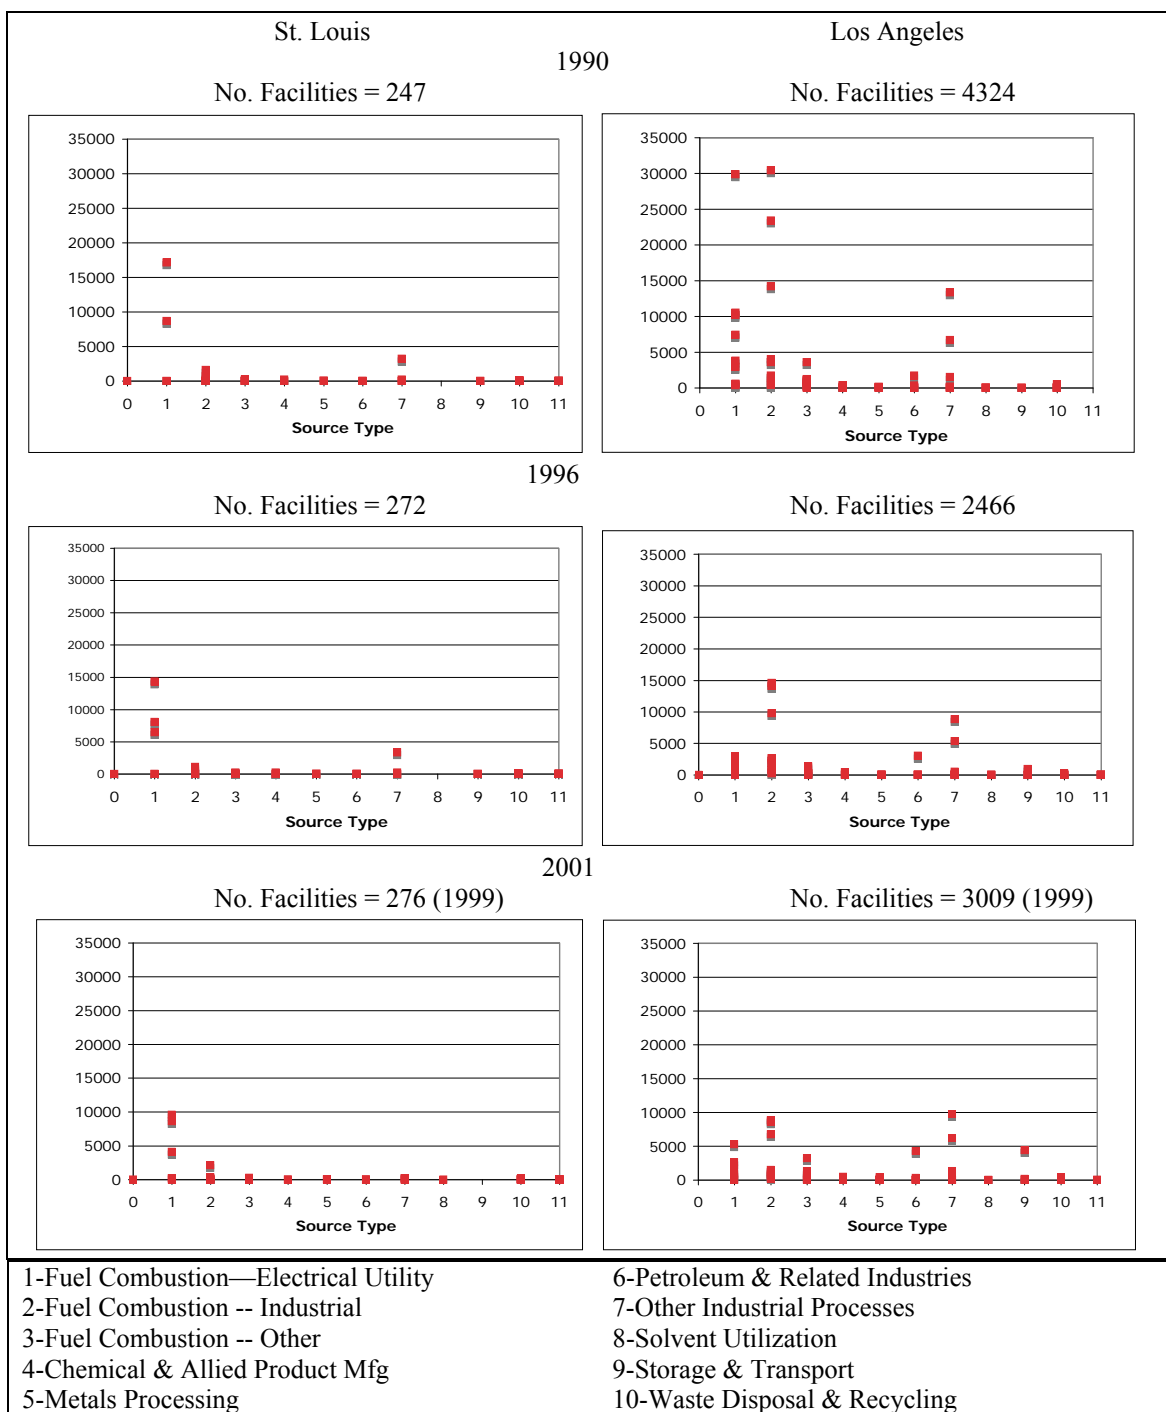 St. Louis
Los Angeles
1990
No. Facilities = 247
No. Facilities = 4324
35000
30000
25000
20000
15000
10000
5000
0
0 1 2 3 4 5 6 7 8 9 10 11
Source Type
35000
30000
25000
20000
15000
10000
5000
0
0 1 2 3 4 5 6 7 8 9 10 11
Source Type
1996
No. Facilities = 272
No. Facilities = 2466
35000
30000
25000
20000
15000
10000
5000
0
0 1 2 3 4 5 6 7 8 9 10 11
Source Type
35000
30000
25000
20000
15000
10000
5000
0
0 1 2 3 4 5 6 7 8 9 10 11
Source Type
2001
No. Facilities = 276 (1999)
No. Facilities = 3009 (1999)
35000
30000
25000
20000
15000
10000
5000
0
0 1 2 3 4 5 6 7 8 9 10 11
Source Type
35000
30000
25000
20000
15000
10000
5000
0
0 1 2 3 4 5 6 7 8 9 10 11
Source Type
1-Fuel Combustion—Electrical Utility
2-Fuel Combustion -- Industrial
3-Fuel Combustion -- Other
4-Chemical & Allied Product Mfg
5-Metals Processing
6-Petroleum & Related Industries
7-Other Industrial Processes
8-Solvent Utilization
9-Storage & Transport
10-Waste Disposal & Recycling